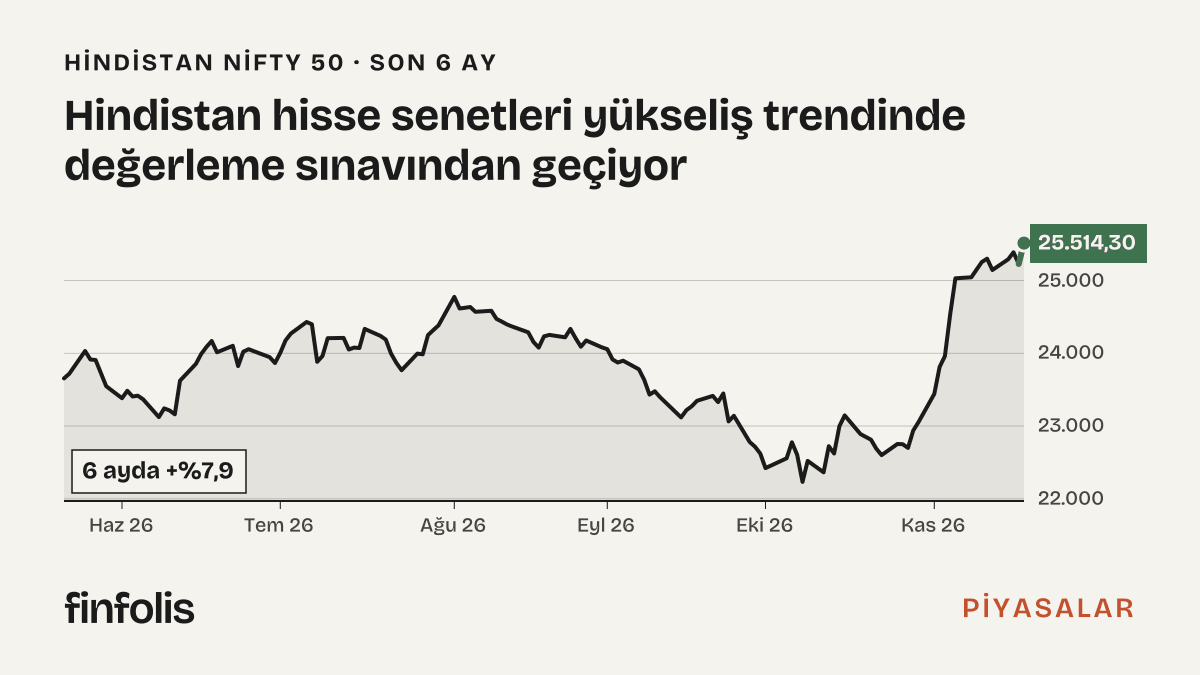 HİNDİSTAN NİFTY 50 · SON 6 AY
Hindistan hisse senetleri yükseliş trendinde
değerleme sınavından geçiyor
25.514,30
25.000
24.000
23.000
22.000
6 ayda +%7,9
Haz 26 Tem 26 Ağu 26 Eyl 26 Eki 26 Kas 26
finfolis
PİYASALAR